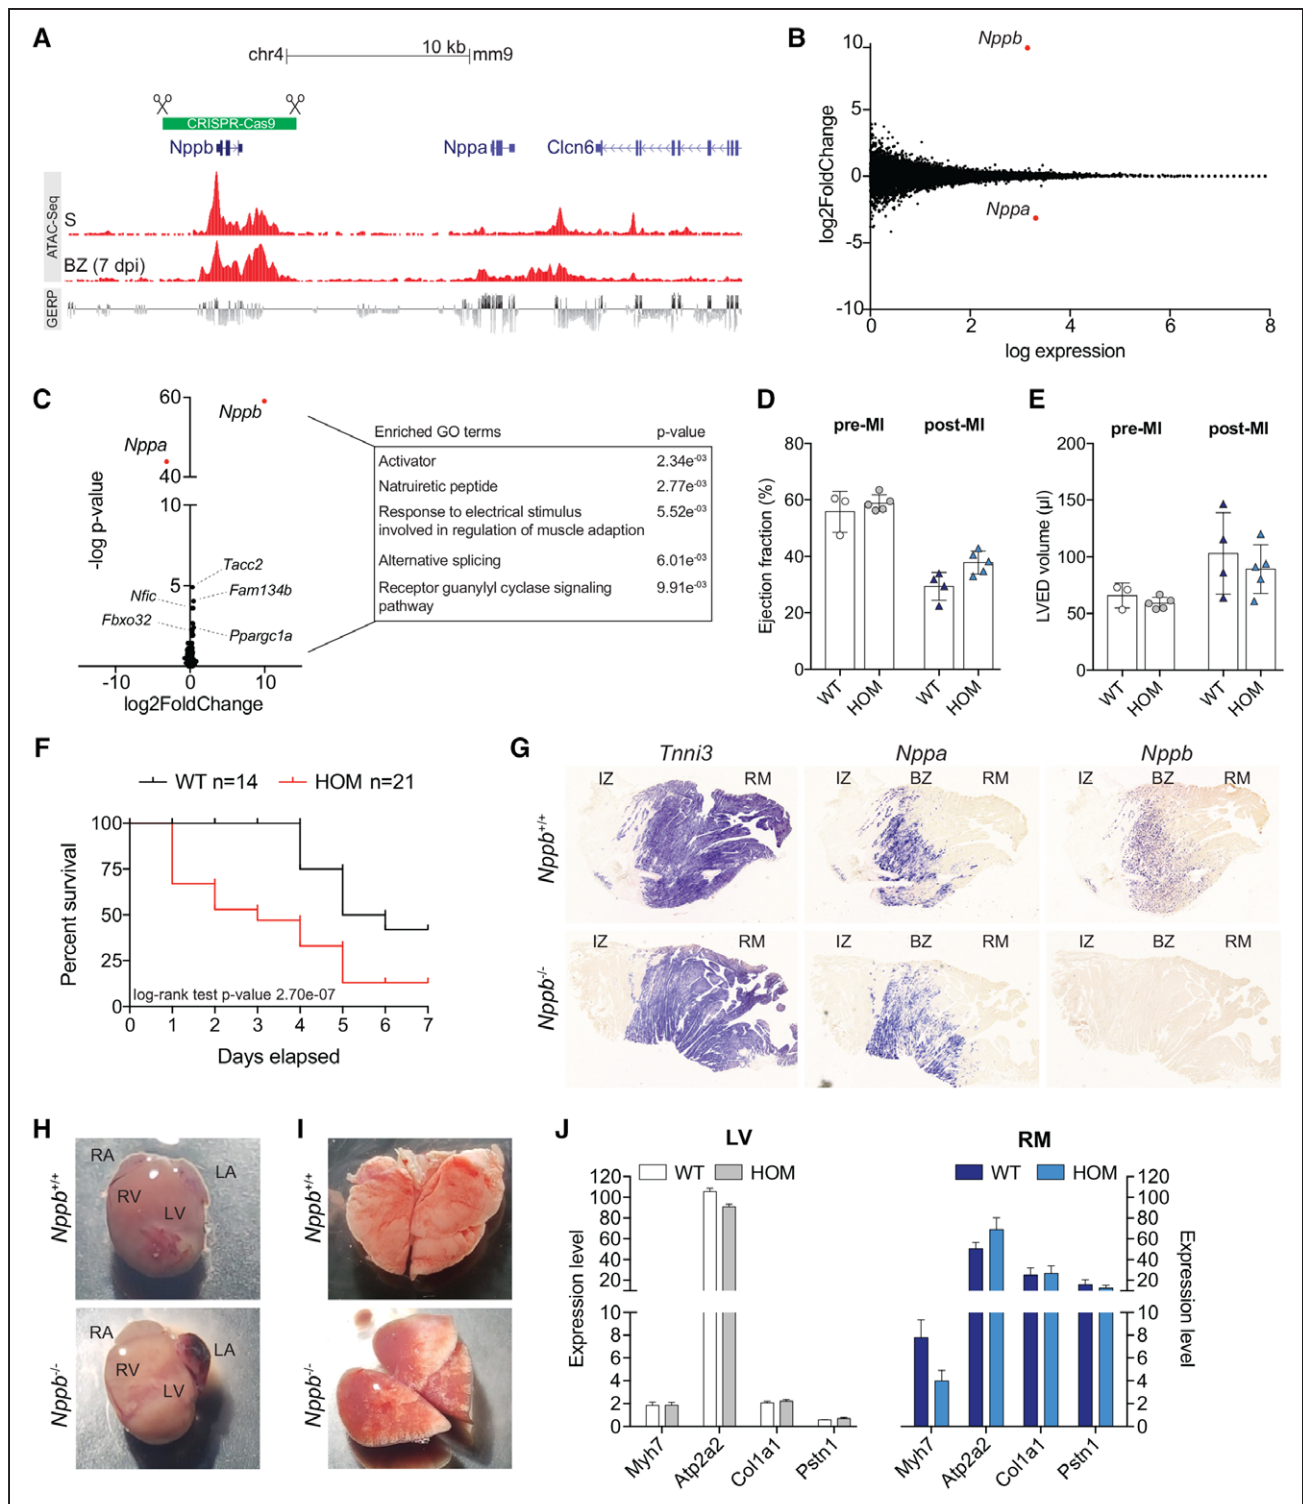 A
chr4 10 kb mm9
CRISPR-Cas9
Nppb Nppa Clcn6
ATAC-Seq
S
BZ (7 dpi)
GERP
B
Nppb
Nppa
log2FoldChange
10
5
0
-5
-10
0 2 4 6 8
log expression
C
60
40
10
5
-log p-value
Nppb
Nppa
Tacc2
Fam134b
Nfic
Fbxo32
Ppargc1a
-10 0 10
log2FoldChange
Enriched GO terms p-value
Activator 2.34e-03
Natruiretic peptide 2.77e-03
Response to electrical stimulus 5.52e-03
involved in regulation of muscle adaption
Alternative splicing 6.01e-03
Receptor guanylyl cyclase signaling 9.91e-03
pathway
D
pre-MI post-MI
Ejection fraction (%)
80
60
40
20
0
WT HOM WT HOM
E
pre-MI post-MI
LVED volume (µl)
200
150
100
50
0
WT HOM WT HOM
F
WT n=14 HOM n=21
Percent survival
100
75
50
25
0
log-rank test p-value 2.70e-07
0 1 2 3 4 5 6 7
Days elapsed
G
Tnni3 Nppa Nppb
Nppb+/+
IZ RM IZ BZ RM IZ BZ RM
Nppb-/-
IZ RM IZ BZ RM IZ BZ RM
H
Nppb+/+
RA LA
RV
LV
Nppb-/-
RA
LA
RV
LV
I
Nppb+/+
Nppb-/-
J
LV
WT HOM
Expression level
120
100
80
60
40
20
10
8
6
4
2
0
Myh7 Atp2a2 Col1a1 Pstn1
RM
WT HOM
Expression level
120
100
80
60
40
20
10
8
6
4
2
0
Myh7 Atp2a2 Col1a1 Pstn1